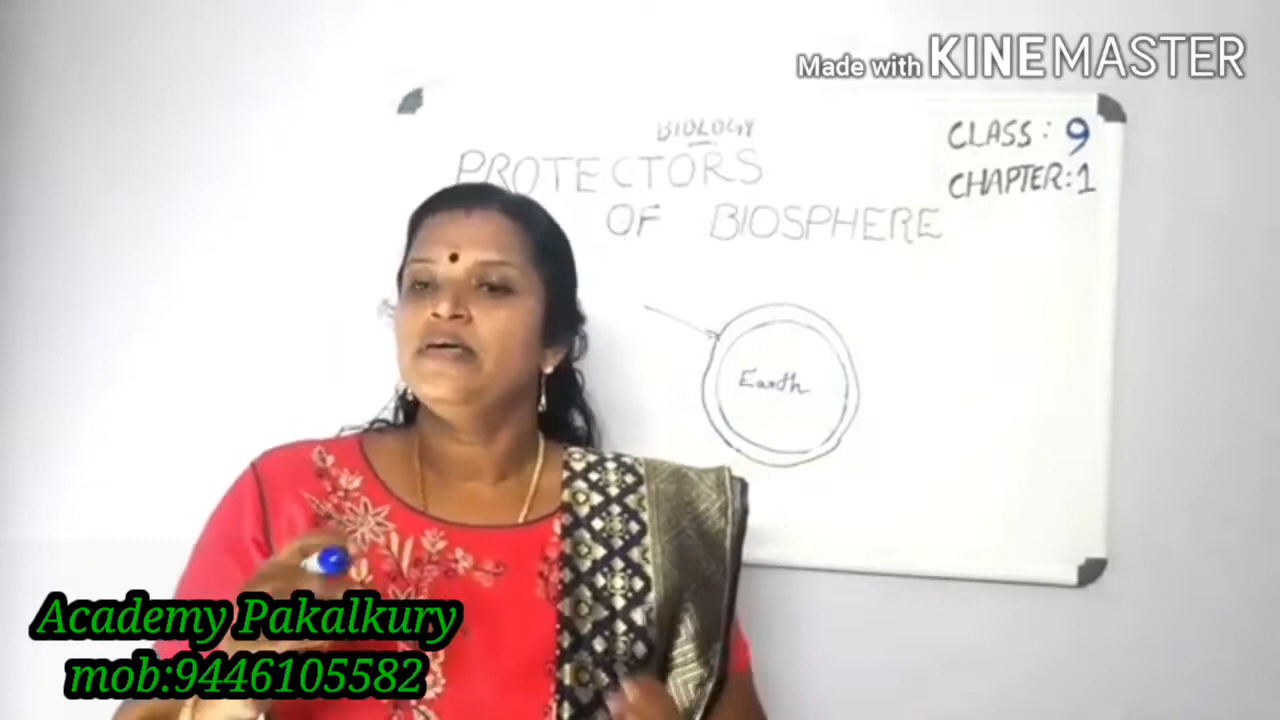 Made with KINEMASTER
BIOLOGY
PROTECTORS
OF BIOSPHERE
CLASS: 9
CHAPTER:1
Earth
Academy Pakalkury
mob:9446105582